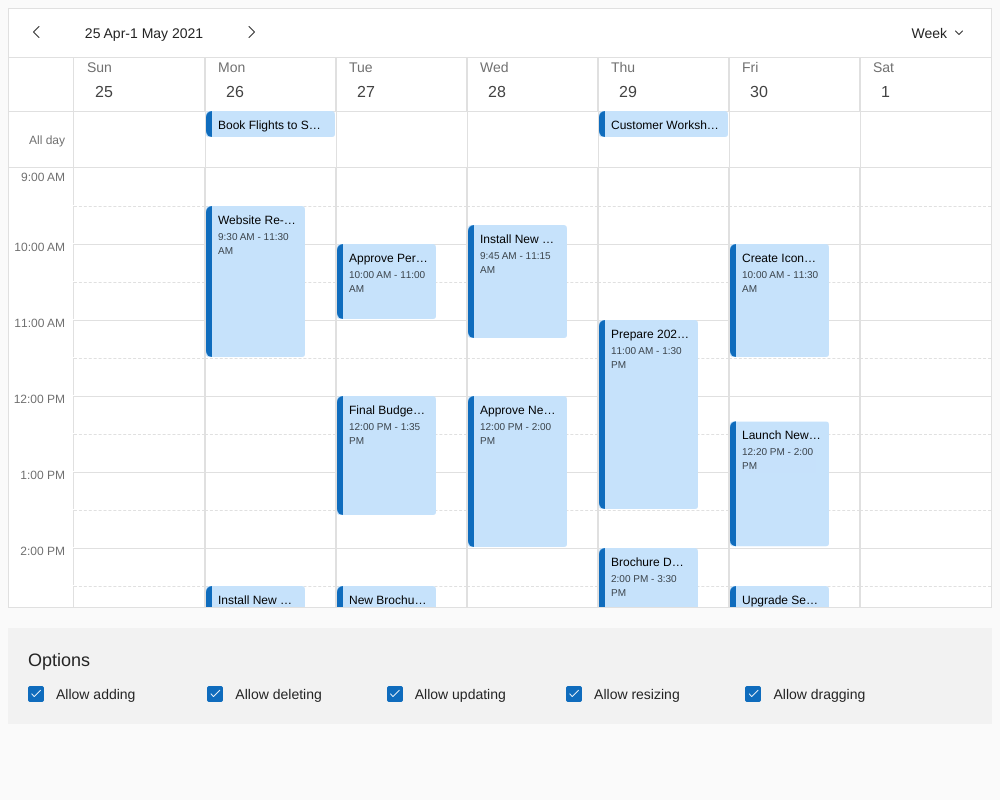 25 Apr-1 May 2021
Week
Sun
25
Mon
26
Tue
27
Wed
28
Thu
29
Fri
30
Sat
1
All day
Book Flights to S…
Customer Worksh…
9:00 AM
10:00 AM
11:00 AM
12:00 PM
1:00 PM
2:00 PM
Website Re-…
9:30 AM - 11:30
AM
Install New …
Approve Per…
10:00 AM - 11:00
AM
Final Budge…
12:00 PM - 1:35
PM
New Brochu…
Install New …
9:45 AM - 11:15
AM
Approve Ne…
12:00 PM - 2:00
PM
Prepare 202…
11:00 AM - 1:30
PM
Brochure D…
2:00 PM - 3:30
PM
Create Icon…
10:00 AM - 11:30
AM
Launch New…
12:20 PM - 2:00
PM
Upgrade Se…
Options
Allow adding
Allow deleting
Allow updating
Allow resizing
Allow dragging